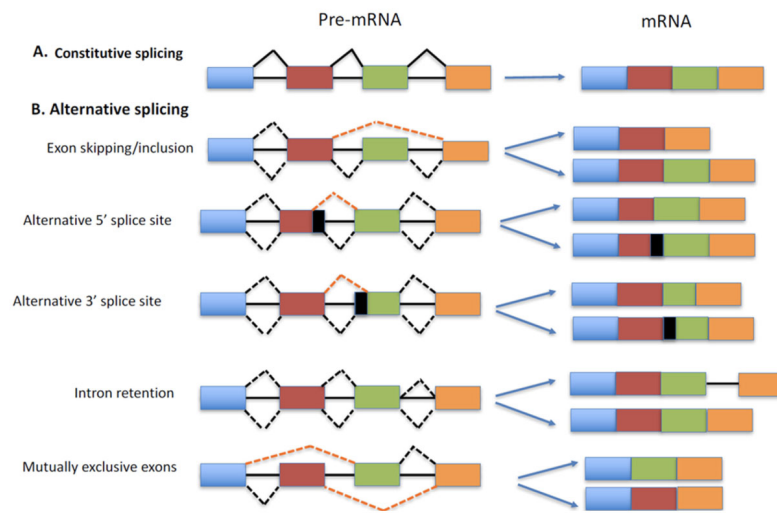 Pre-mRNA
mRNA
A. Constitutive splicing
B. Alternative splicing
Exon skipping/inclusion
Alternative 5’ splice site
Alternative 3’ splice site
Intron retention
Mutually exclusive exons